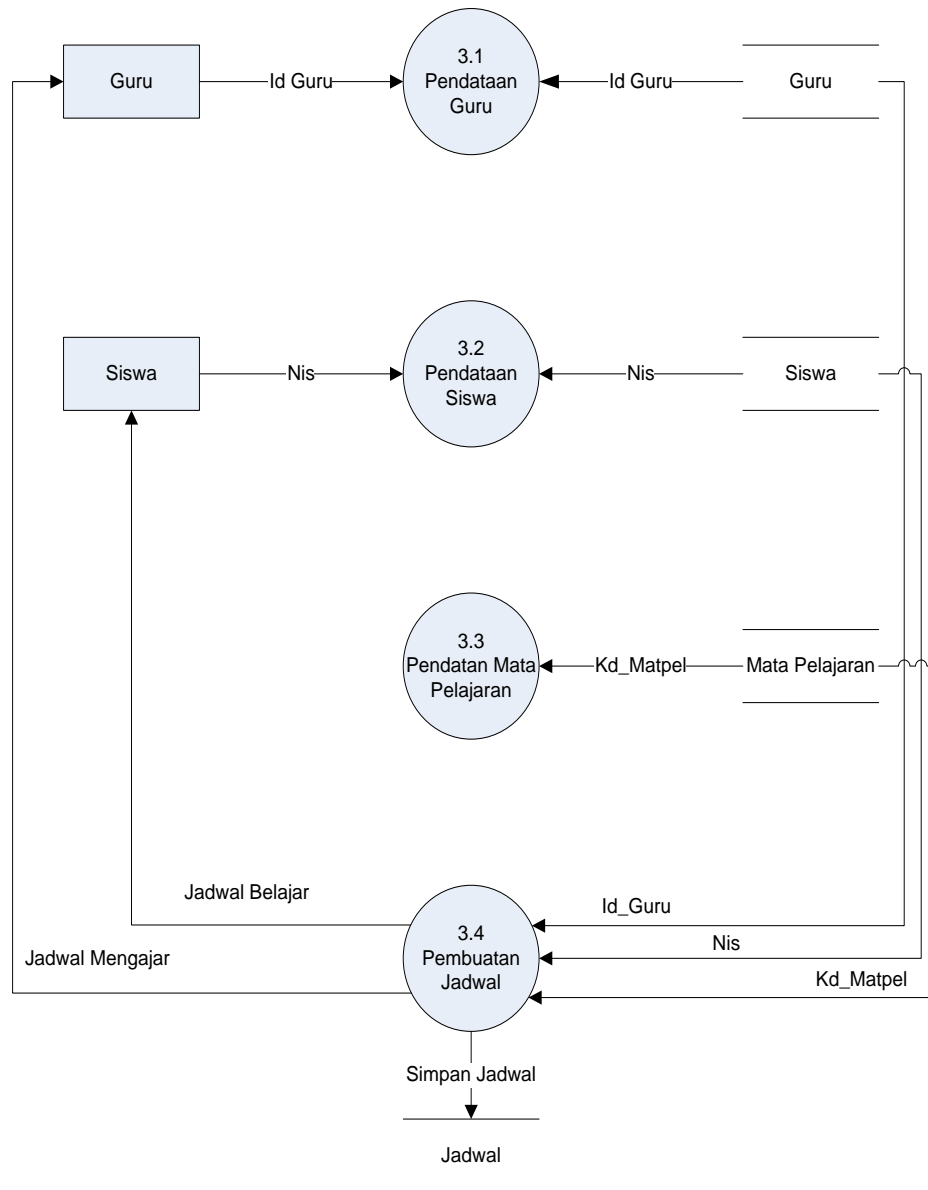 Guru
Id Guru
3.1
Pendataan
Guru
Id Guru
Guru
Siswa
Nis
3.2
Pendataan
Siswa
Nis
Siswa
3.3
Pendatan Mata
Pelajaran
Kd_Matpel
Mata Pelajaran
Jadwal Belajar
Jadwal Mengajar
3.4
Pembuatan
Jadwal
Id_Guru
Nis
Kd_Matpel
Simpan Jadwal
Jadwal